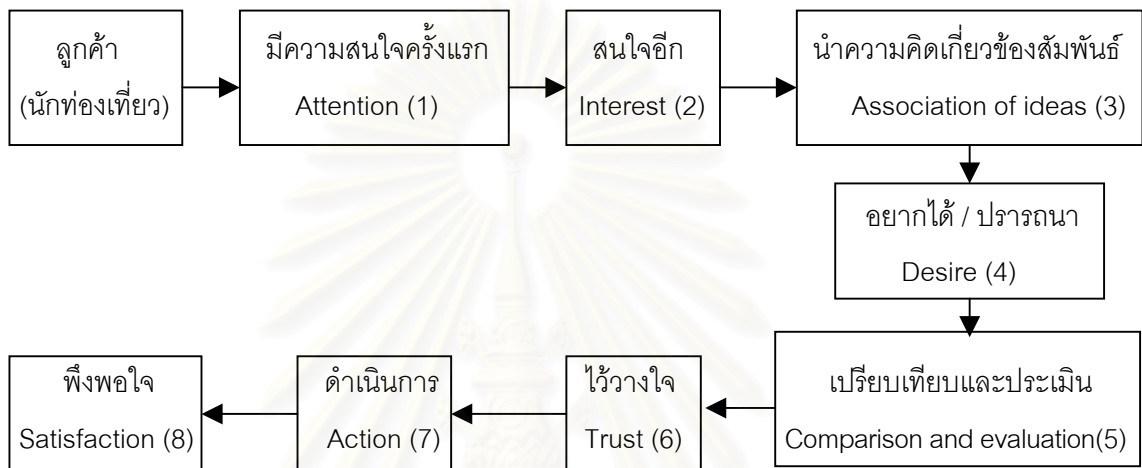 ลูกค้า
(นักท่องเที่ยว)
มีความสนใจครั้งแรก
Attention (1)
สนใจอีก
Interest (2)
นำความคิดเกี่ยวข้องสัมพันธ์
Association of ideas (3)
อยากได้ / ปรารถนา
Desire (4)
เปรียบเทียบและประเมิน
Comparison and evaluation(5)
ไว้วางใจ
Trust (6)
ดำเนินการ
Action (7)
พึงพอใจ
Satisfaction (8)